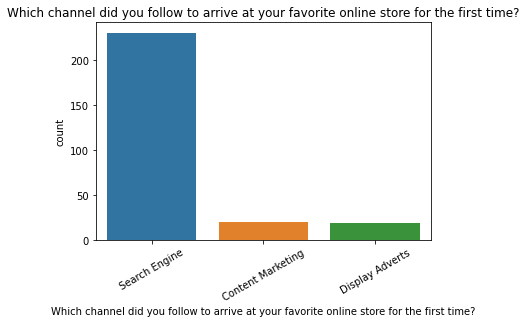 Which channel did you follow to arrive at your favorite online store for the first time?
200
150
100
50
0
count
Search Engine
Content Marketing
Display Adverts
Which channel did you follow to arrive at your favorite online store for the first time?